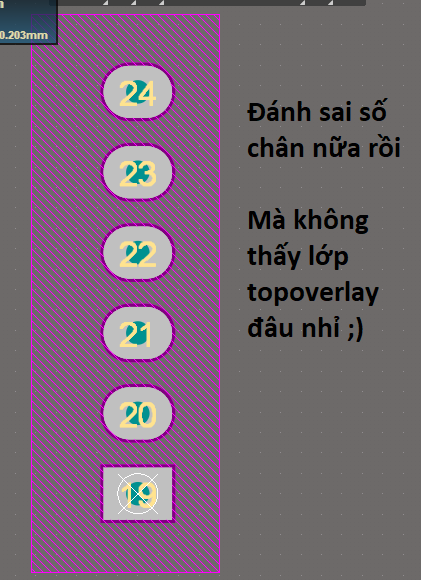 0.203mm
24
Đánh sai số
chân nữa rồi
23
Mà không
22
thấy lớp
topoverlay
21
đâu nhỉ ;)
20
19